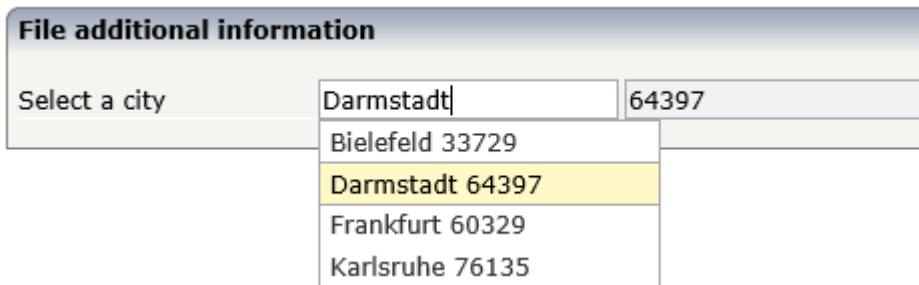 File additional information
Select a city Darmstadt 64397
Bielefeld 33729
Darmstadt 64397
Frankfurt 60329
Karlsruhe 76135